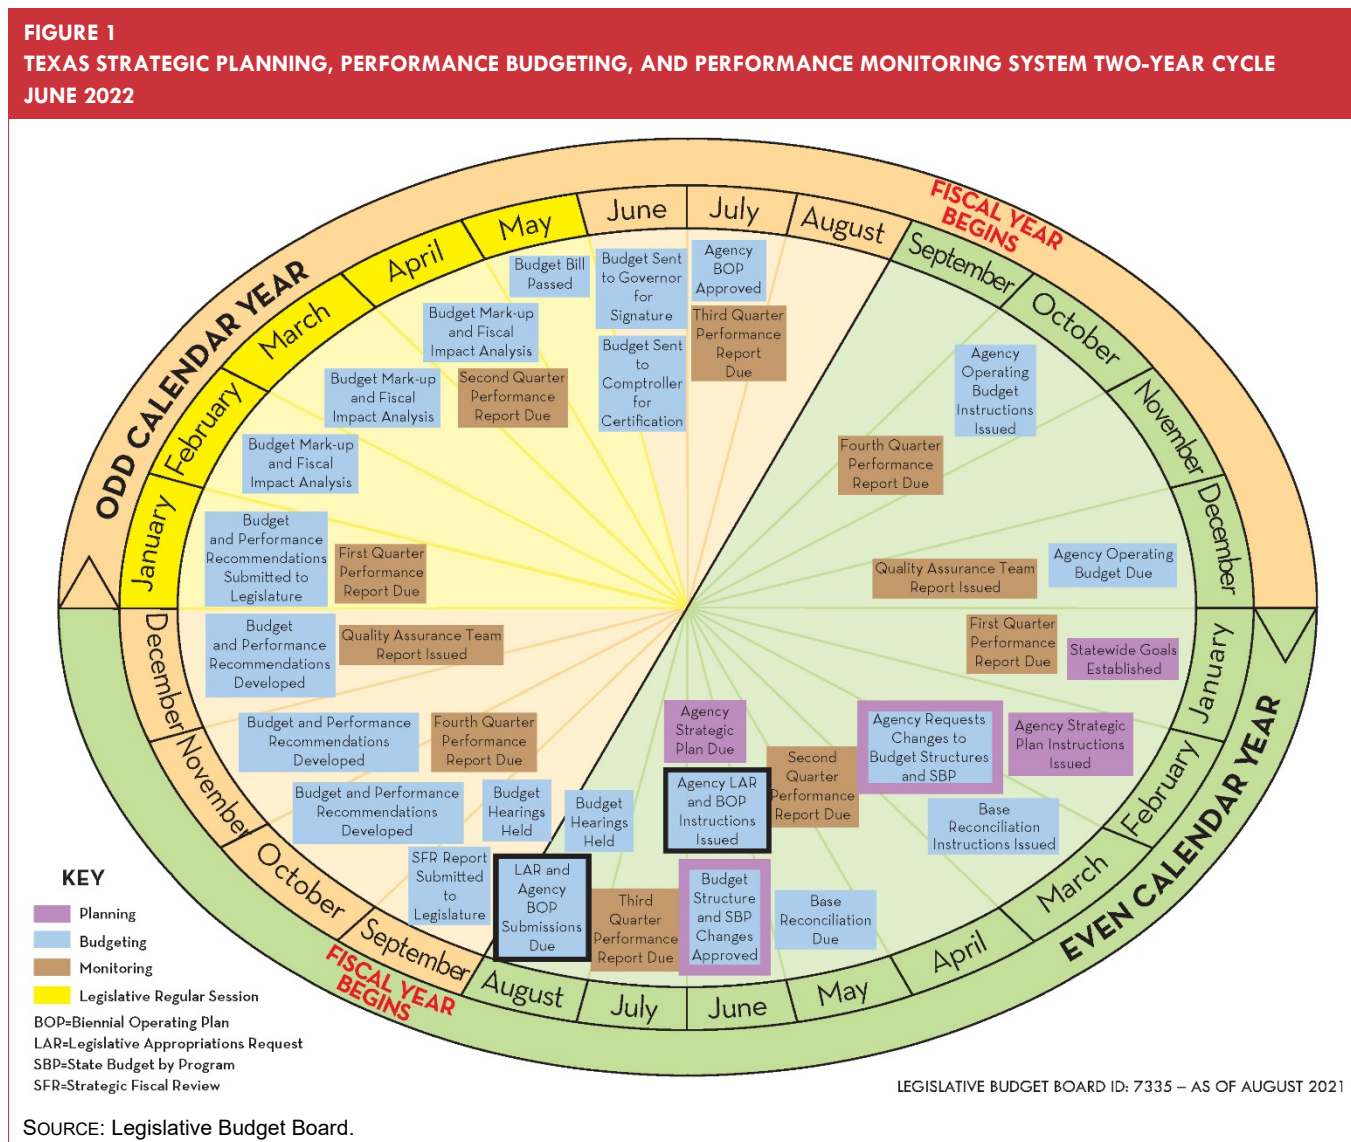 FIGURE 1
TEXAS STRATEGIC PLANNING, PERFORMANCE BUDGETING, AND PERFORMANCE MONITORING SYSTEM TWO-YEAR CYCLE
JUNE 2022
ODD CALENDAR YEAR
January
February
March
April
May
June
July
August
FISCAL YEAR
BEGINS
September
October
November
December
Budget Bill
Passed
Budget Sent
to Governor
for
Signature
Agency
BOP
Approved
Budget Mark-up
and Fiscal
Impact Analysis
Third Quarter
Performance
Report
Due
Budget Sent
to
Comptroller
for
Certification
Budget Mark-up
and Fiscal
Impact Analysis
Second Quarter
Performance
Report Due
Agency
Operating
Budget
Instructions
Issued
Budget Mark-up
and Fiscal
Impact Analysis
Fourth Quarter
Performance
Report Due
Budget
and Performance
Recommendations
Submitted to
Legislature
First Quarter
Performance
Report Due
Quality Assurance Team
Report Issued
Agency Operating
Budget Due
Budget
and Performance
Recommendations
Developed
Quality Assurance Team
Report Issued
First Quarter
Performance
Report Due
Statewide Goals
Established
Budget and Performance
Recommendations
Developed
Fourth Quarter
Performance
Report Due
Agency
Strategic
Plan Due
Agency Requests
Changes to
Budget Structures
and SBP
Agency Strategic
Plan Instructions
Issued
Second
Quarter
Performance
Report Due
Budget and Performance
Recommendations
Developed
Budget
Hearings
Held
Budget
Hearings
Held
Agency LAR
and BOP
Instructions
Issued
Base
Reconciliation
Instructions Issued
SFR Report
Submitted
to
Legislature
LAR and
Agency
BOP
Submissions
Due
Third
Quarter
Performance
Report Due
Budget
Structure
and SBP
Changes
Approved
Base
Reconciliation
Due
December
November
October
September
FISCAL YEAR
BEGINS
August
July
June
May
April
March
February
January
EVEN CALENDAR YEAR
KEY
Planning
Budgeting
Monitoring
Legislative Regular Session
BOP=Biennial Operating Plan
LAR=Legislative Appropriations Request
SBP=State Budget by Program
SFR=Strategic Fiscal Review
LEGISLATIVE BUDGET BOARD ID: 7335 – AS OF AUGUST 2021
SOURCE: Legislative Budget Board.